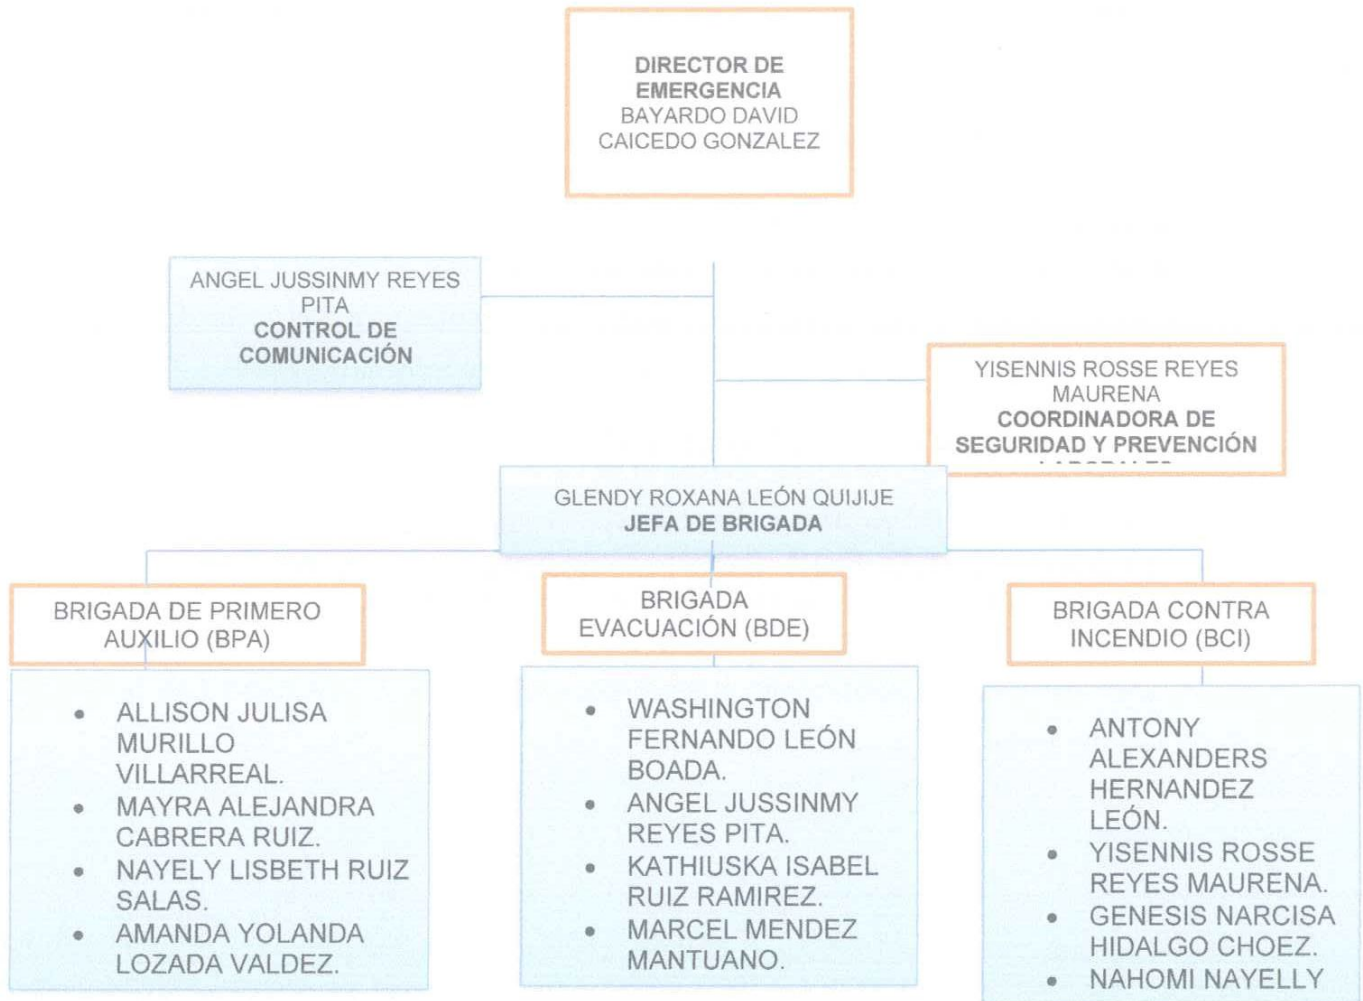 DIRECTOR DE
EMERGENCIA
BAYARDO DAVID
CAICEDO GONZALEZ
ANGEL JUSSINMY REYES
PITA
CONTROL DE
COMUNICACIÓN
YISENNIS ROSSE REYES
MAURENA
COORDINADORA DE
SEGURIDAD Y PREVENCIÓN
GLENDY ROXANA LEÓN QUIJIJE
JEFA DE BRIGADA
BRIGADA DE PRIMERO
AUXILIO (BPA)
• ALLISON JULISA
MURILLO
VILLARREAL.
• MAYRA ALEJANDRA
CABRERA RUIZ.
• NAYELY LISBETH RUIZ
SALAS.
• AMANDA YOLANDA
LOZADA VALDEZ.
BRIGADA
EVACUACIÓN (BDE)
• WASHINGTON
FERNANDO LEÓN
BOADA.
• ANGEL JUSSINMY
REYES PITA.
• KATHIUSKA ISABEL
RUIZ RAMIREZ.
• MARCEL MENDEZ
MANTUANO.
BRIGADA CONTRA
INCENDIO (BCI)
• ANTONY
ALEXANDERS
HERNANDEZ
LEÓN.
• YISENNIS ROSSE
REYES MAURENA.
• GENESIS NARCISA
HIDALGO CHOEZ.
• NAHOMI NAYELLY